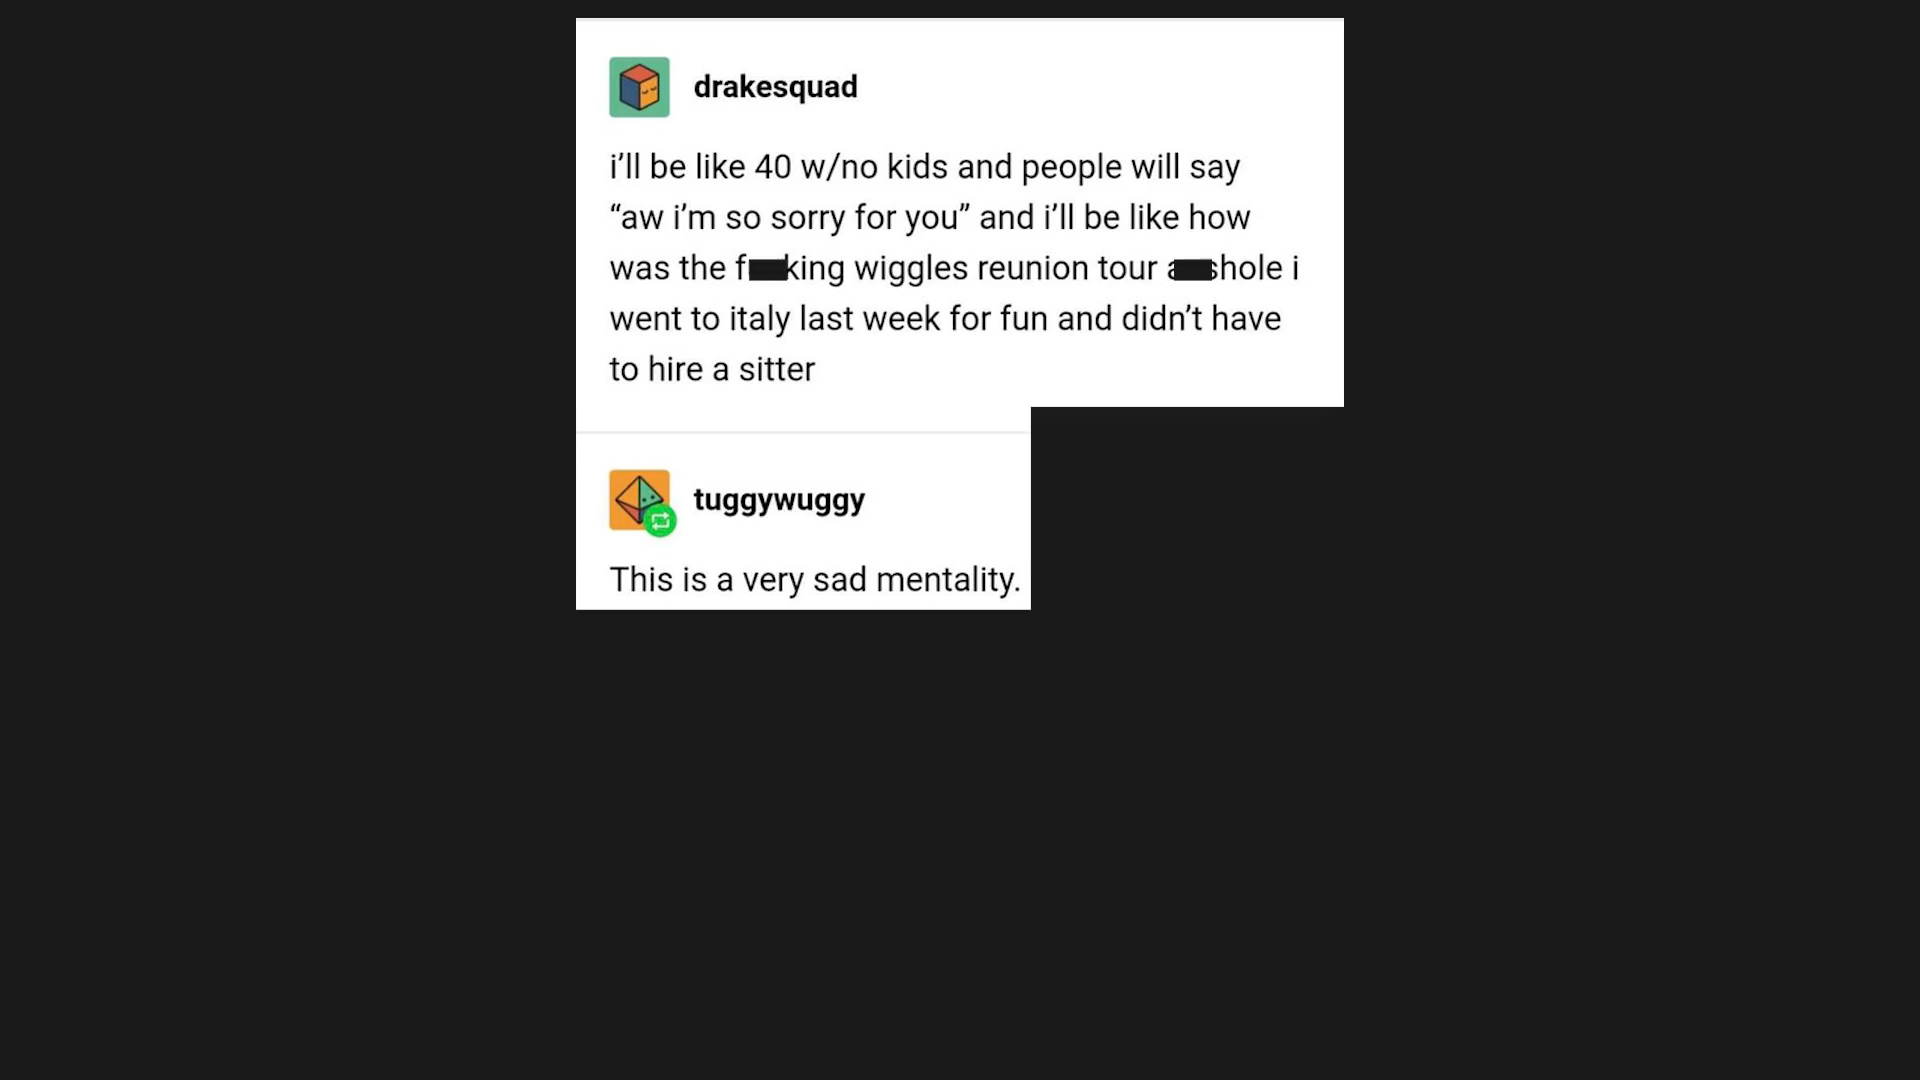 drakesquad
i’ll be like 40 w/no kids and people will say
“aw i’m so sorry for you” and i’ll be like how
was the f king wiggles reunion tour a shole i
went to italy last week for fun and didn’t have
to hire a sitter
tuggywuggy
This is a very sad mentality.